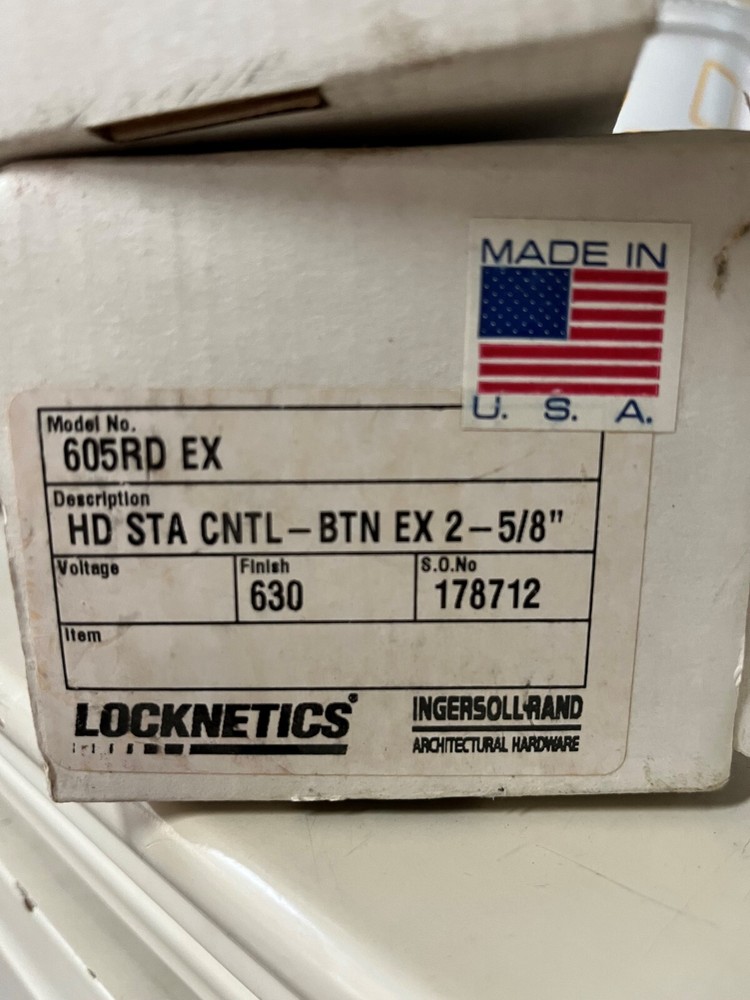 MADE IN
U. S. A.
Model No.
605RD EX
Description
HD STA CNTL-BTN EX 2-5/8"
Voltage
Finish
630
S.O.No
178712
Item
LOCKNETICS®
INGERSOLL-RAND
ARCHITECTURAL HARDWARE